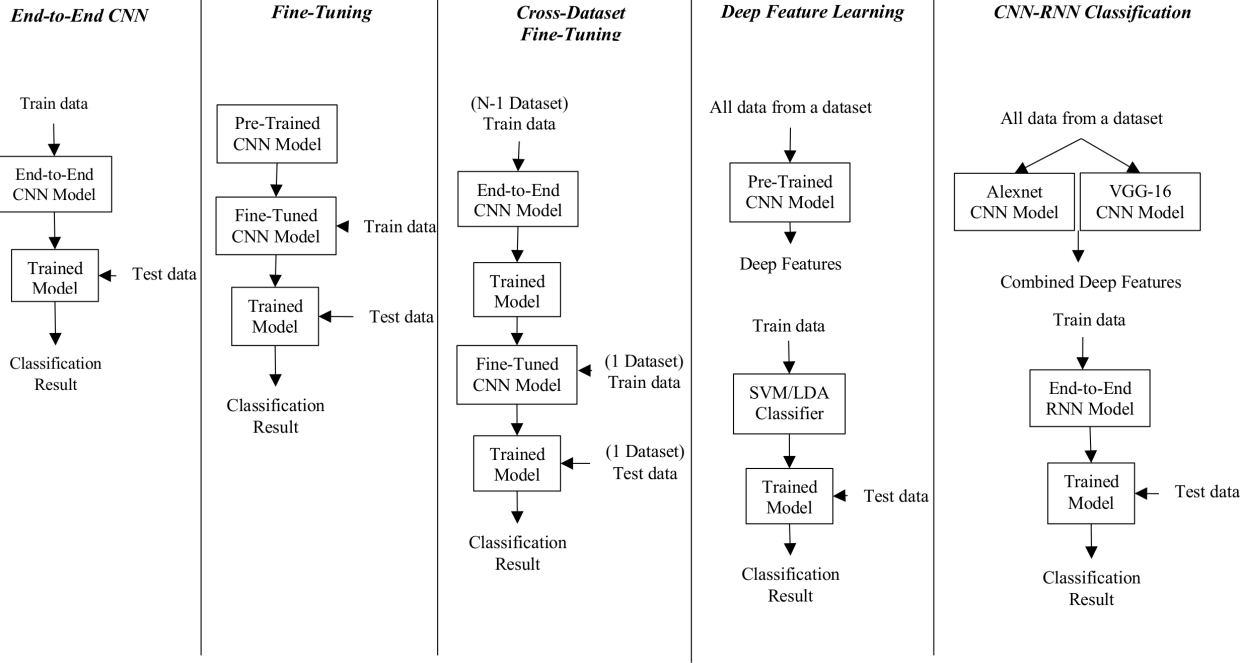 End-to-End CNN
Train data
End-to-End
CNN Model
Trained
Model
Test data
Classification
Result
Fine-Tuning
Pre-Trained
CNN Model
Fine-Tuned
CNN Model
Train data
Trained
Model
Test data
Classification
Result
Cross-Dataset
Fine-Tuning
(N-1 Dataset)
Train data
End-to-End
CNN Model
Trained
Model
Fine-Tuned
CNN Model
(1 Dataset)
Train data
Trained
Model
(1 Dataset)
Test data
Classification
Result
Deep Feature Learning
All data from a dataset
Pre-Trained
CNN Model
Deep Features
Train data
SVM/LDA
Classifier
Trained
Model
Test data
Classification
Result
CNN-RNN Classification
All data from a dataset
Alexnet
CNN Model
VGG-16
CNN Model
Combined Deep Features
Train data
End-to-End
RNN Model
Trained
Model
Test data
Classification
Result